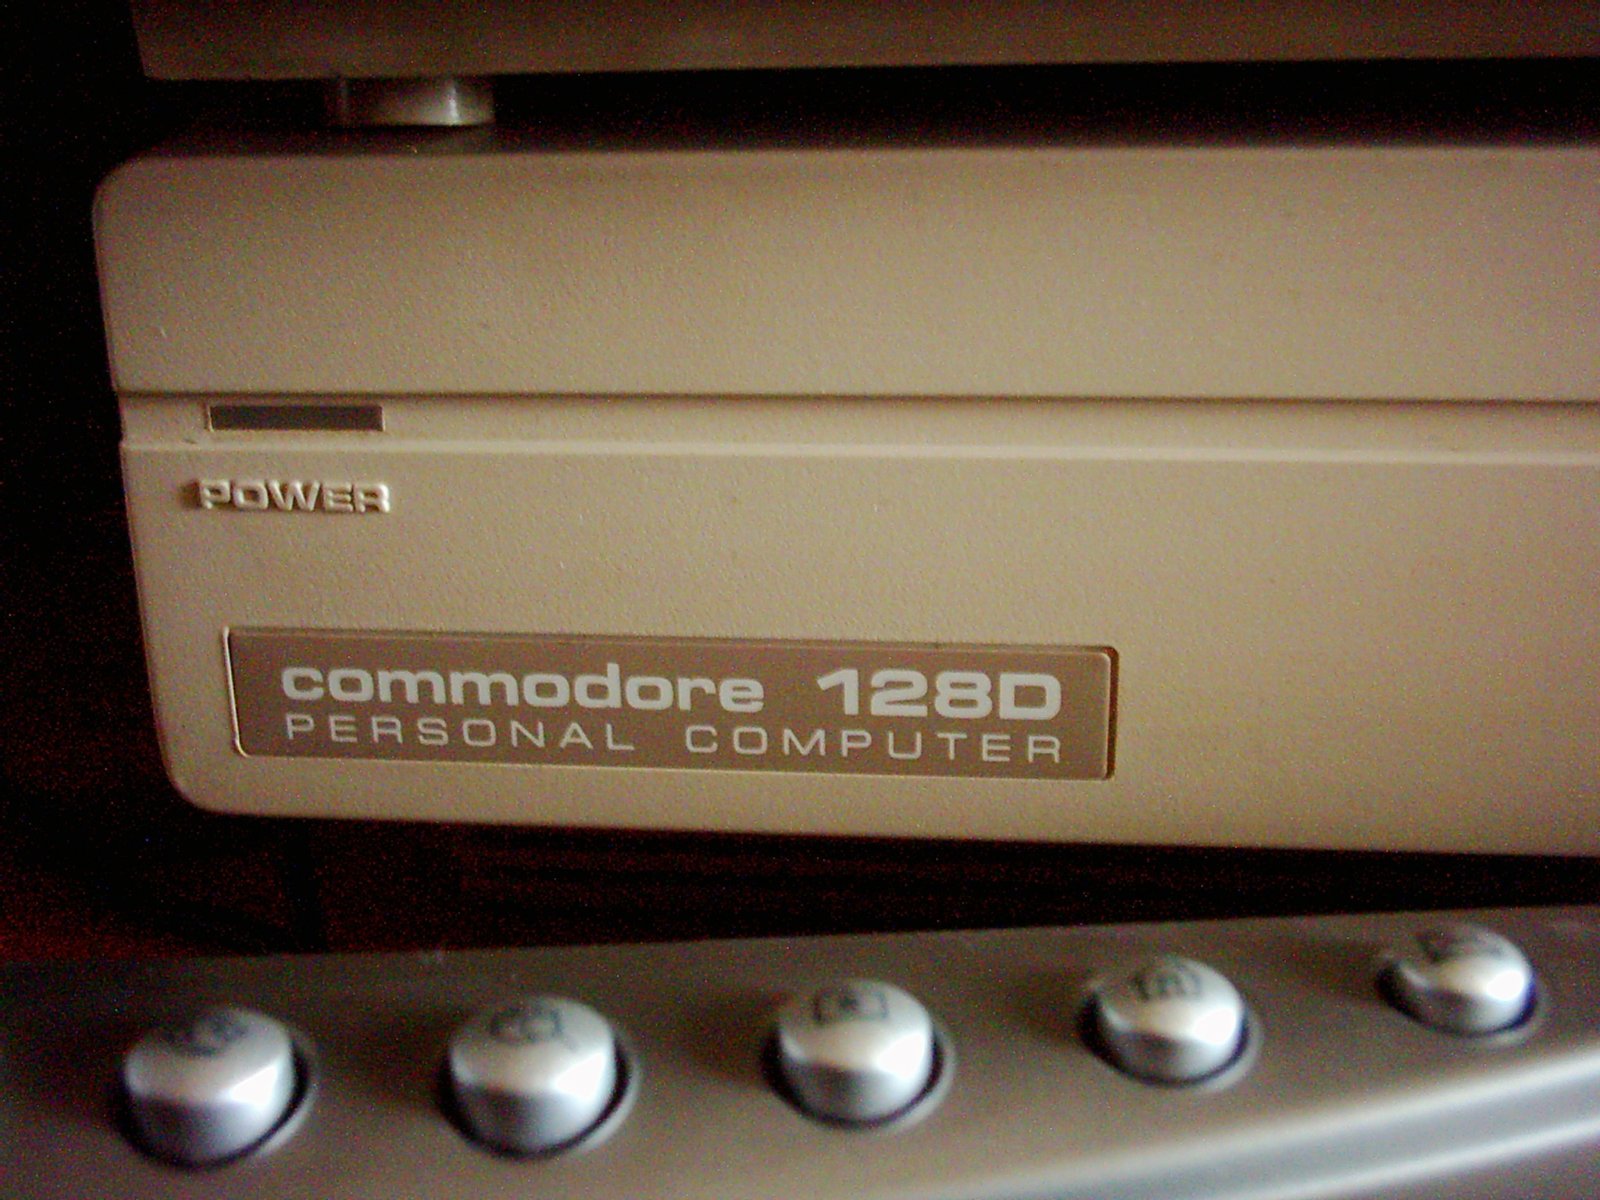 POWER
commodore 128D
PERSONAL COMPUTER